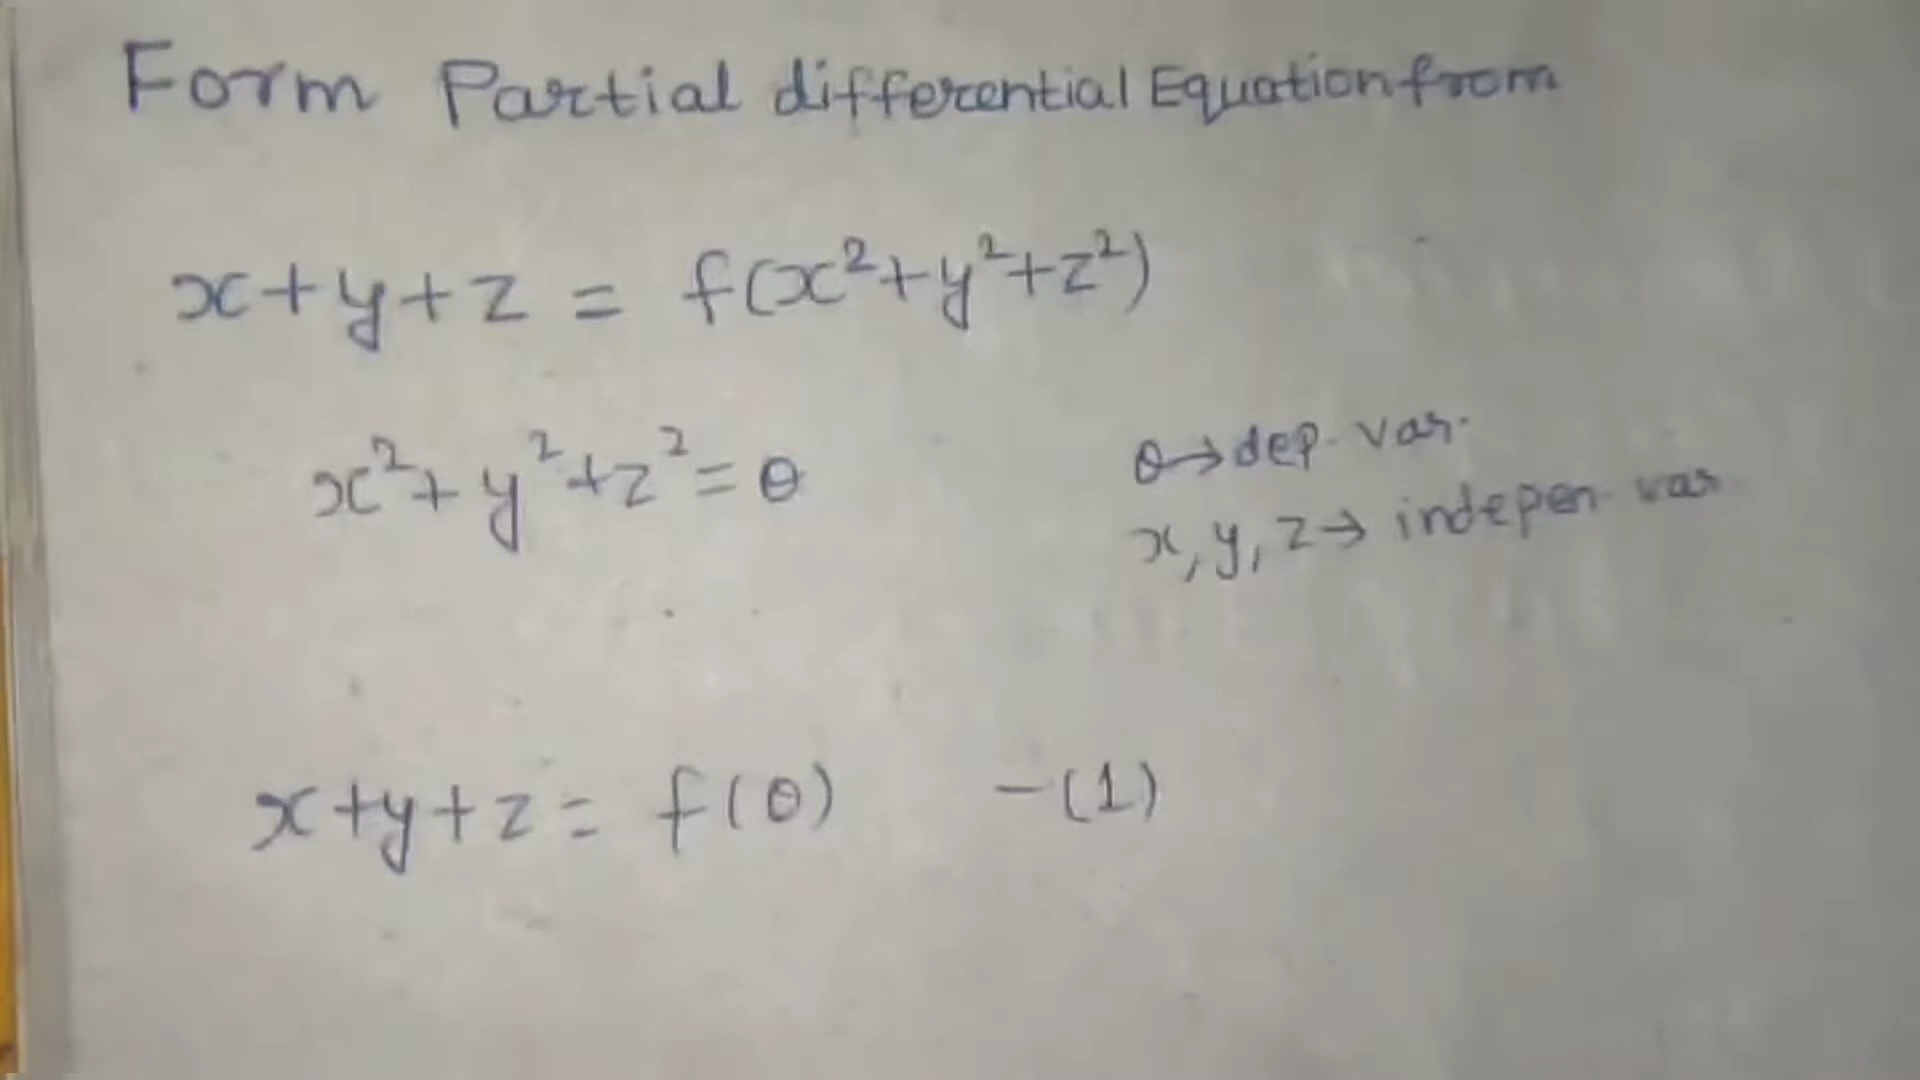 Form Partial differential Equation from
x+y+z = f(x²+y²+z²)
x²+y²+z²=θ
θ→dep. var.
x, y, z→ indepen. var
x+y+z = f(θ) -(1)